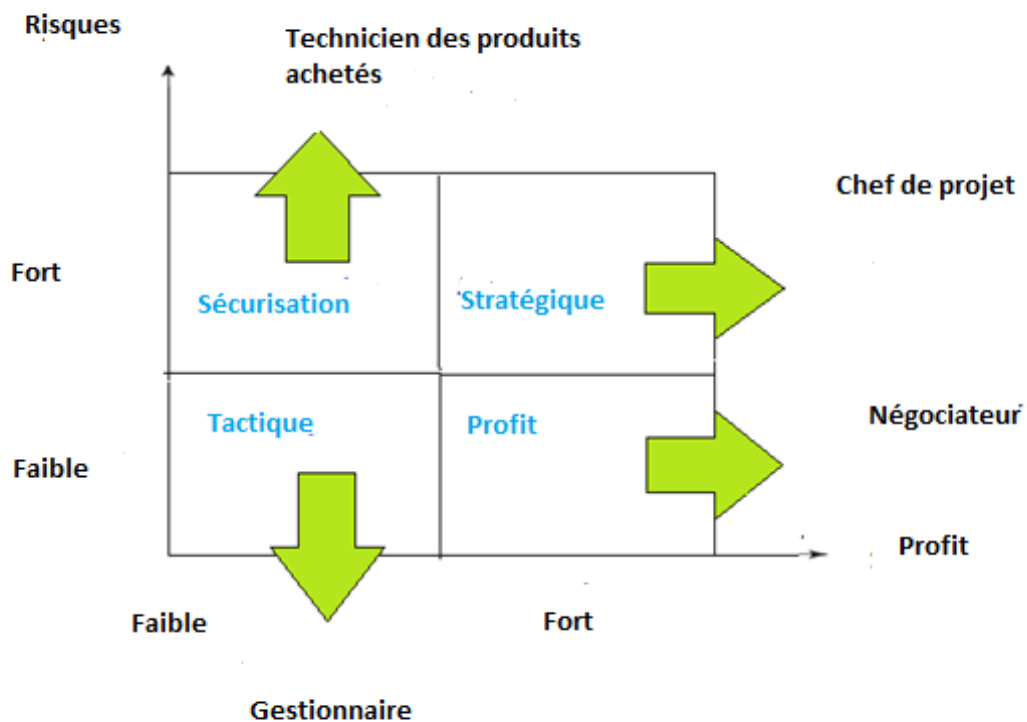 Risques
Technicien des produits
achetés
Chef de projet
Fort
Sécurisation
Stratégique
Tactique
Profit
Négociateur
Faible
Profit
Faible
Fort
Gestionnaire